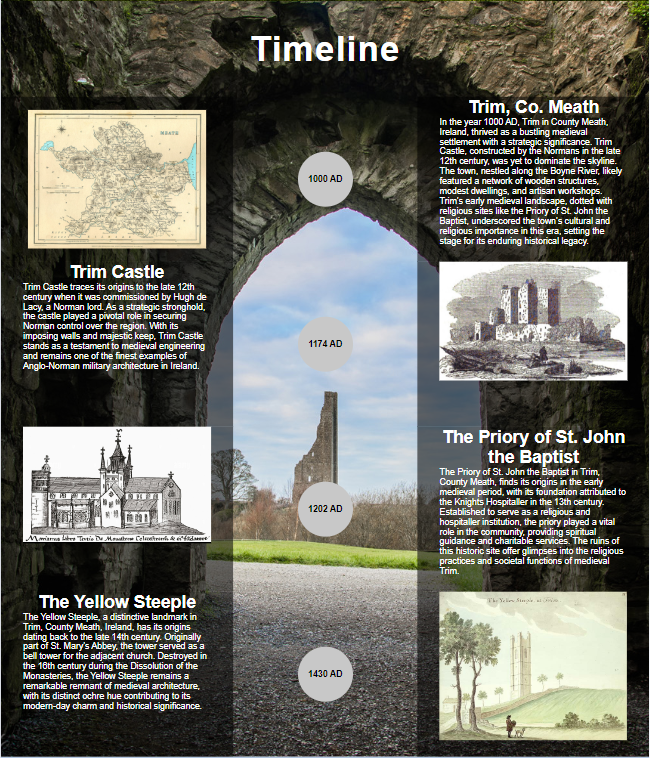 Timeline
MEATH
1000 AD
Trim, Co. Meath
In the year 1000 AD, Trim in County Meath,
Ireland, thrived as a bustling medieval
settlement with a strategic significance. Trim
Castle, constructed by the Normans in the late
12th century, was yet to dominate the skyline.
The town, nestled along the Boyne River, likely
featured a network of wooden structures,
modest dwellings, and artisan workshops.
Trim's early medieval landscape, dotted with
religious sites like the Priory of St. John the
Baptist, underscored the town's cultural and
religious importance in this era, setting the
stage for its enduring historical legacy.
Trim Castle
Trim Castle traces its origins to the late 12th
century when it was commissioned by Hugh de
Lacy, a Norman lord. As a strategic stronghold,
the castle played a pivotal role in securing
Norman control over the region. With its
imposing walls and majestic keep, Trim Castle
stands as a testament to medieval engineering
and remains one of the finest examples of
Anglo-Norman military architecture in Ireland.
1174 AD
The Priory of St. John
the Baptist
The Priory of St. John the Baptist in Trim,
County Meath, finds its origins in the early
medieval period, with its foundation attributed to
the Knights Hospitaller in the 13th century.
Established to serve as a religious and
hospitaller institution, the priory played a vital
role in the community, providing spiritual
guidance and charitable services. The ruins of
this historic site offer glimpses into the religious
practices and societal functions of medieval
Trim.
1202 AD
The Yellow Steeple
The Yellow Steeple, a distinctive landmark in
Trim, County Meath, Ireland, has its origins
dating back to the late 14th century. Originally
part of St. Mary's Abbey, the tower served as a
bell tower for the adjacent church. Destroyed in
the 16th century during the Dissolution of the
Monasteries, the Yellow Steeple remains a
remarkable remnant of medieval architecture,
with its distinct ochre hue contributing to its
modern-day charm and historical significance.
1430 AD
The Yellow Steeple, at